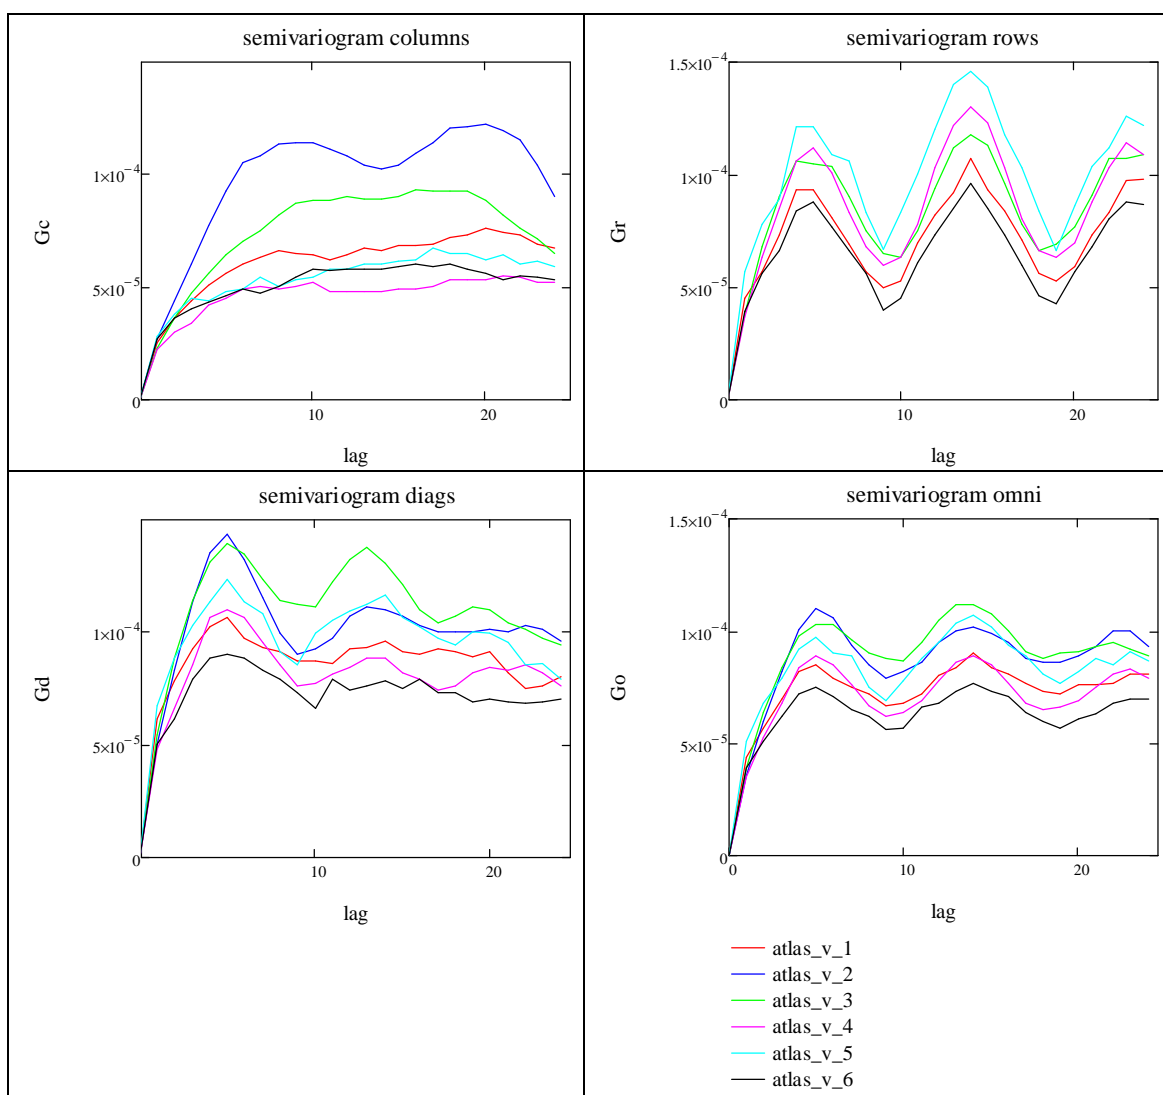 semivariogram columns
1×10⁻⁴
5×10⁻⁵
0
10
20
Gc
lag
semivariogram rows
1.5×10⁻⁴
1×10⁻⁴
5×10⁻⁵
0
10
20
Gr
lag
semivariogram diags
1×10⁻⁴
5×10⁻⁵
0
10
20
Gd
lag
semivariogram omni
1.5×10⁻⁴
1×10⁻⁴
5×10⁻⁵
0
0
10
20
Go
lag
atlas_v_1
atlas_v_2
atlas_v_3
atlas_v_4
atlas_v_5
atlas_v_6